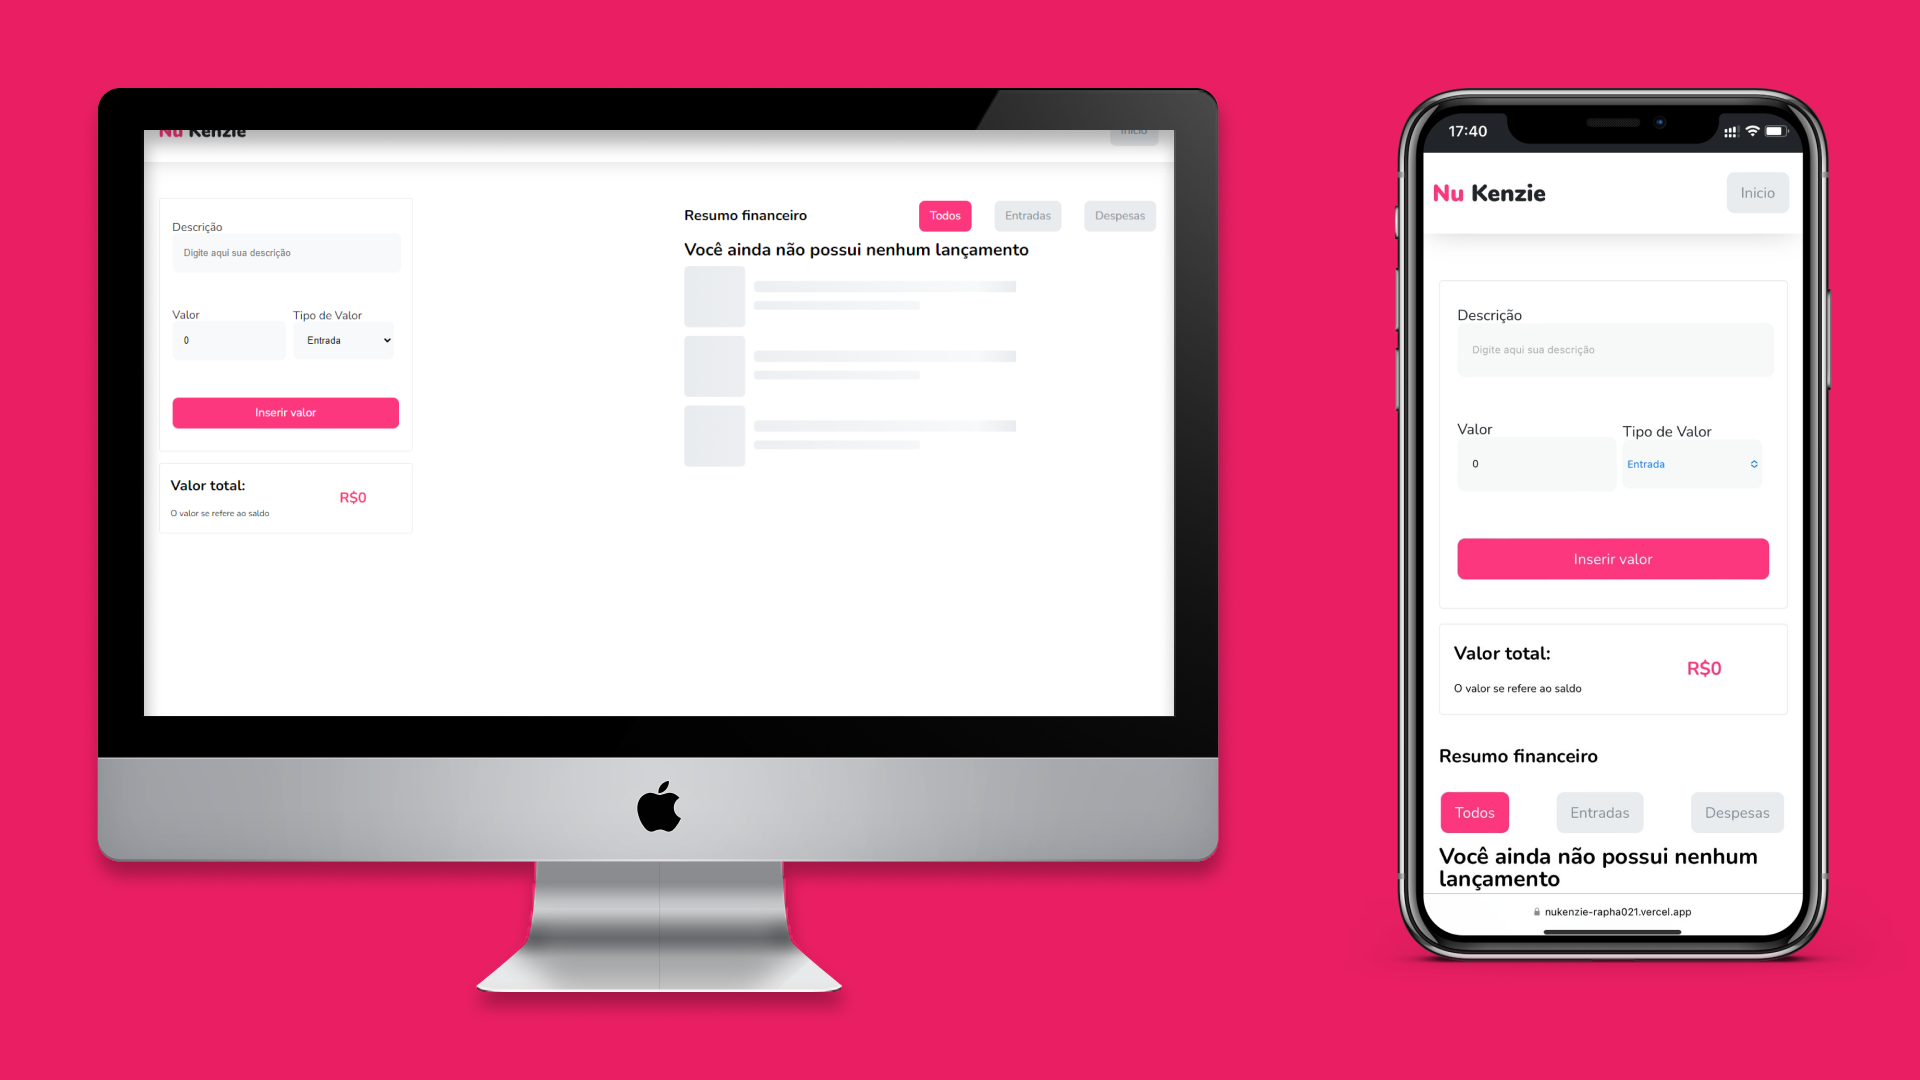 Nu Kenzie
Inicio
Descrição
Digite aqui sua descrição
Valor
Tipo de Valor
0
Entrada
Inserir valor
Valor total:
R$0
O valor se refere ao saldo
Resumo financeiro
Todos
Entradas
Despesas
Você ainda não possui nenhum lançamento
17:40
Nu Kenzie
Inicio
Descrição
Digite aqui sua descrição
Valor
Tipo de Valor
0
Entrada
Inserir valor
Valor total:
R$0
O valor se refere ao saldo
Resumo financeiro
Todos
Entradas
Despesas
Você ainda não possui nenhum
lançamento
nukenzie-rapha021.vercel.app